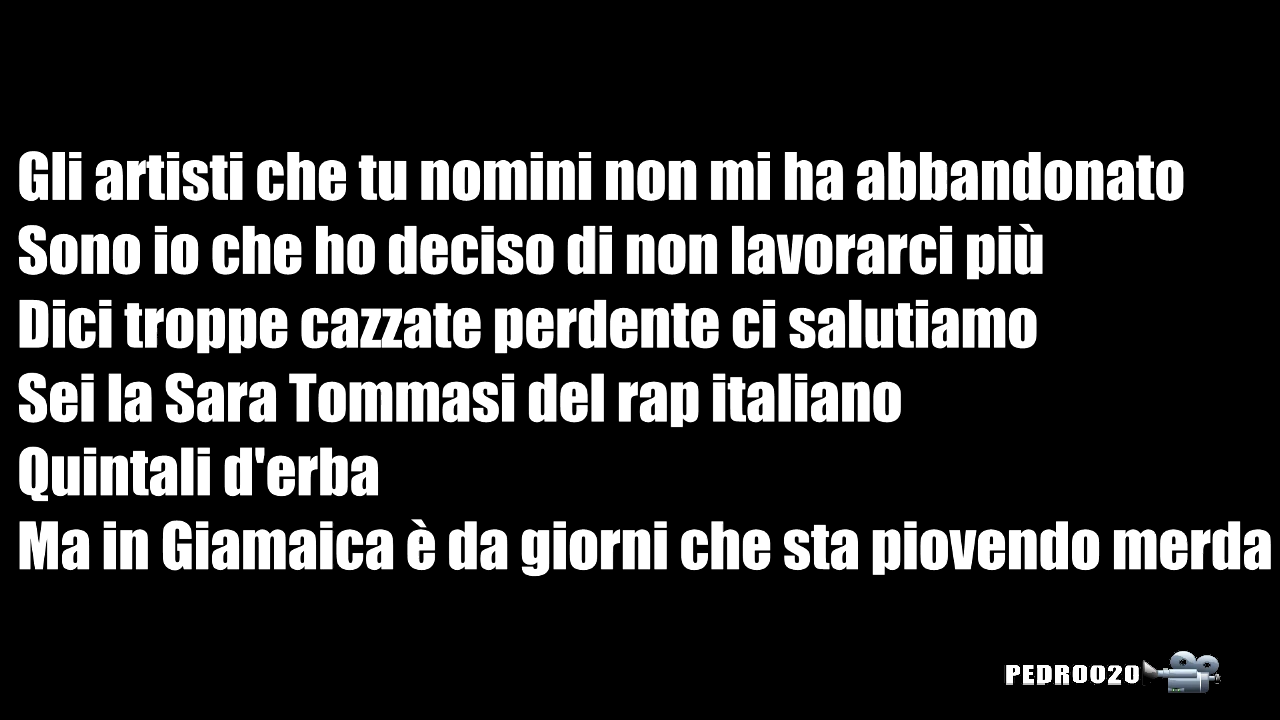 Gli artisti che tu nomini non mi ha abbandonato
Sono io che ho deciso di non lavorarci più
Dici troppe cazzate perdente ci salutiamo
Sei la Sara Tommasi del rap italiano
Quintali d'erba
Ma in Giamaica è da giorni che sta piovendo merda
PEDRO020